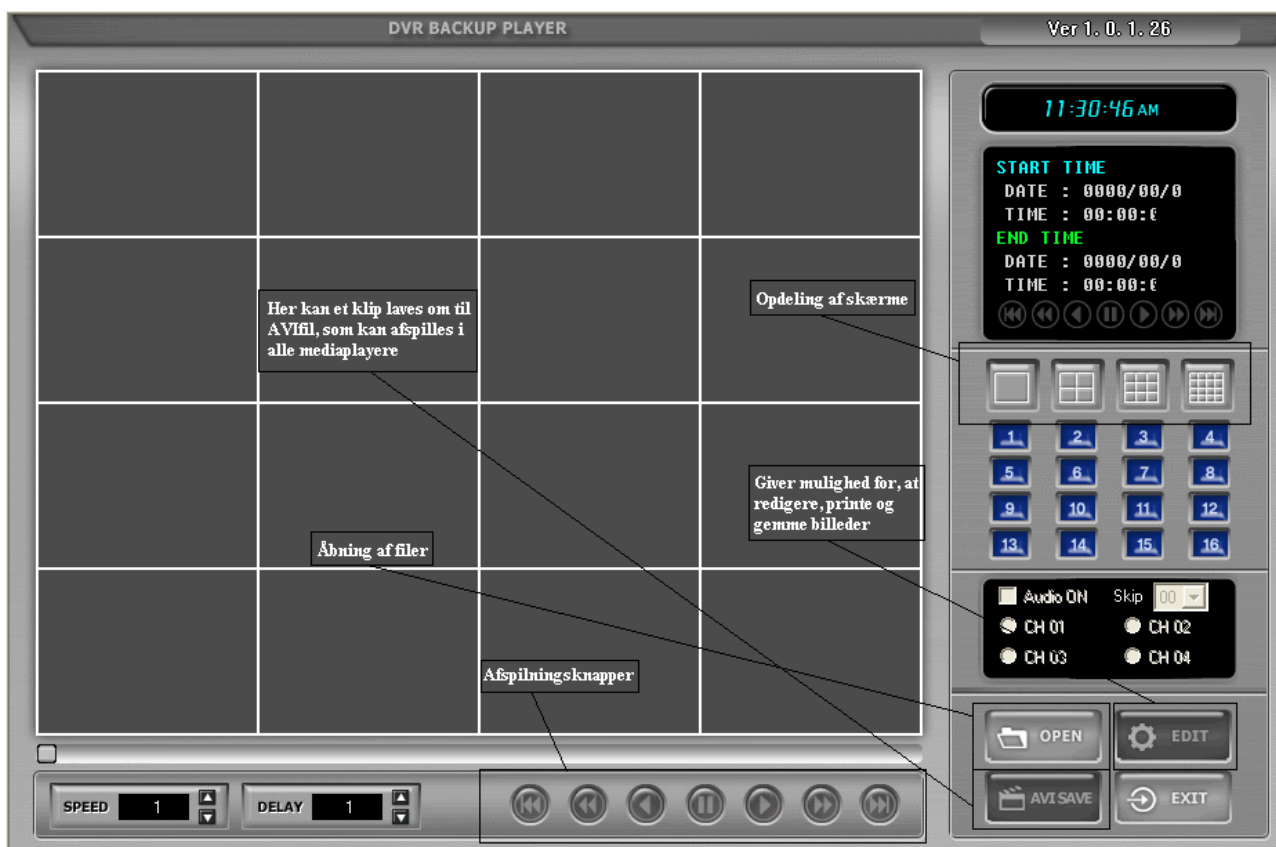 DVR BACKUP PLAYER
Ver 1. 0. 1. 26
11:30:46 AM
START TIME
DATE : 0000/00/0
TIME : 00:00:0
END TIME
DATE : 0000/00/0
TIME : 00:00:0
Her kan et klip laves om til
AVIfil, som kan afspilles i
alle mediaplayere
Opdeling af skærme
1 2 3 4
5 6 7 8
9 10 11 12
13 14 15 16
Giver mulighed for, at
redigere, printe og
gemme billeder
Åbning af filer
Audio ON Skip 00
CH 01 CH 02
CH 03 CH 04
Afspilningsknapper
OPEN EDIT
AVI SAVE EXIT
SPEED 1 DELAY 1